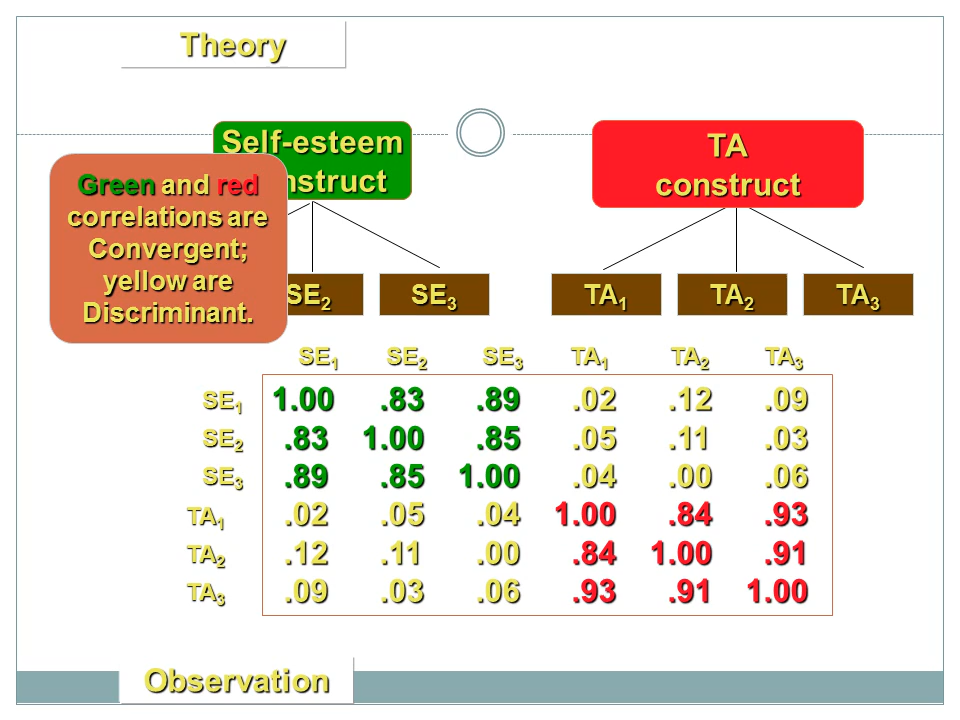 Theory
Self-esteem
nstruct
TA
construct
Green and red
correlations are
Convergent;
yellow are
Discriminant.
SE2 SE3 TA1 TA2 TA3
SE1 SE2 SE3 TA1 TA2 TA3
SE1 1.00 .83 .89 .02 .12 .09
SE2 .83 1.00 .85 .05 .11 .03
SE3 .89 .85 1.00 .04 .00 .06
TA1 .02 .05 .04 1.00 .84 .93
TA2 .12 .11 .00 .84 1.00 .91
TA3 .09 .03 .06 .93 .91 1.00
Observation